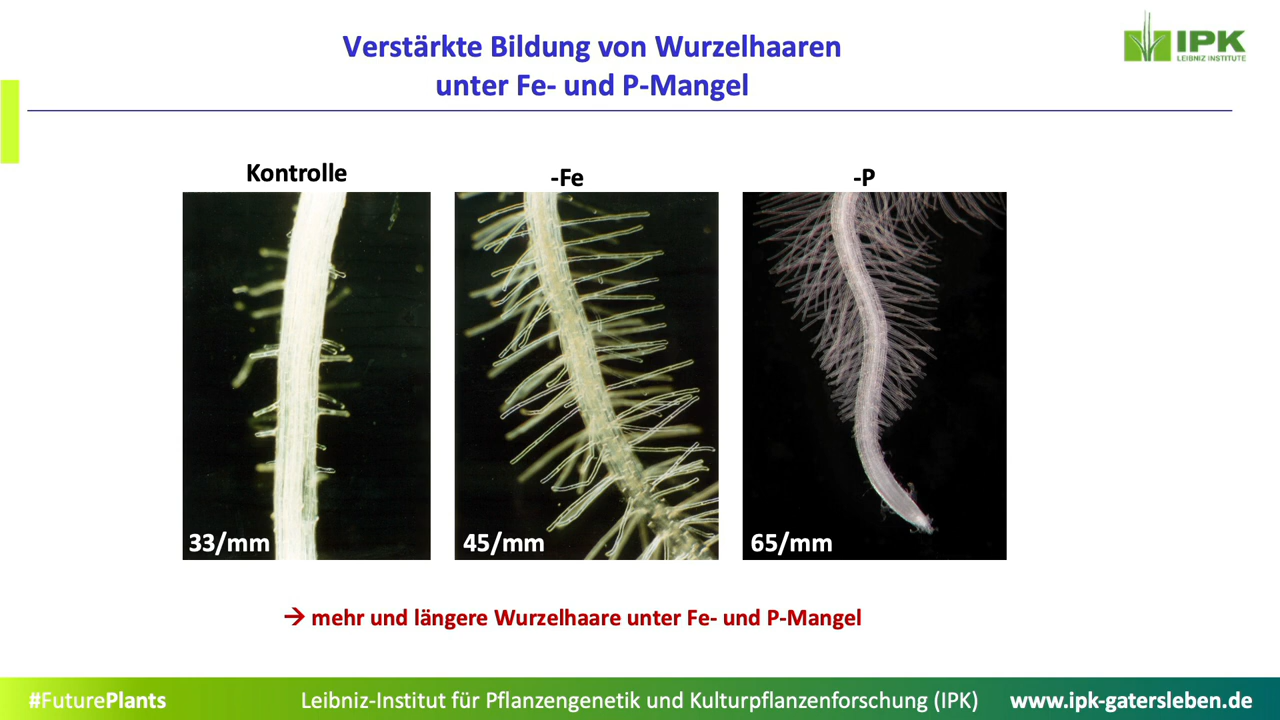 Verstärkte Bildung von Wurzelhaaren
unter Fe- und P-Mangel
IPK
LEIBNIZ INSTITUTE
Kontrolle
-Fe
-P
33/mm
45/mm
65/mm
→ mehr und längere Wurzelhaare unter Fe- und P-Mangel
#FuturePlants
Leibniz-Institut für Pflanzengenetik und Kulturpflanzenforschung (IPK)
www.ipk-gatersleben.de